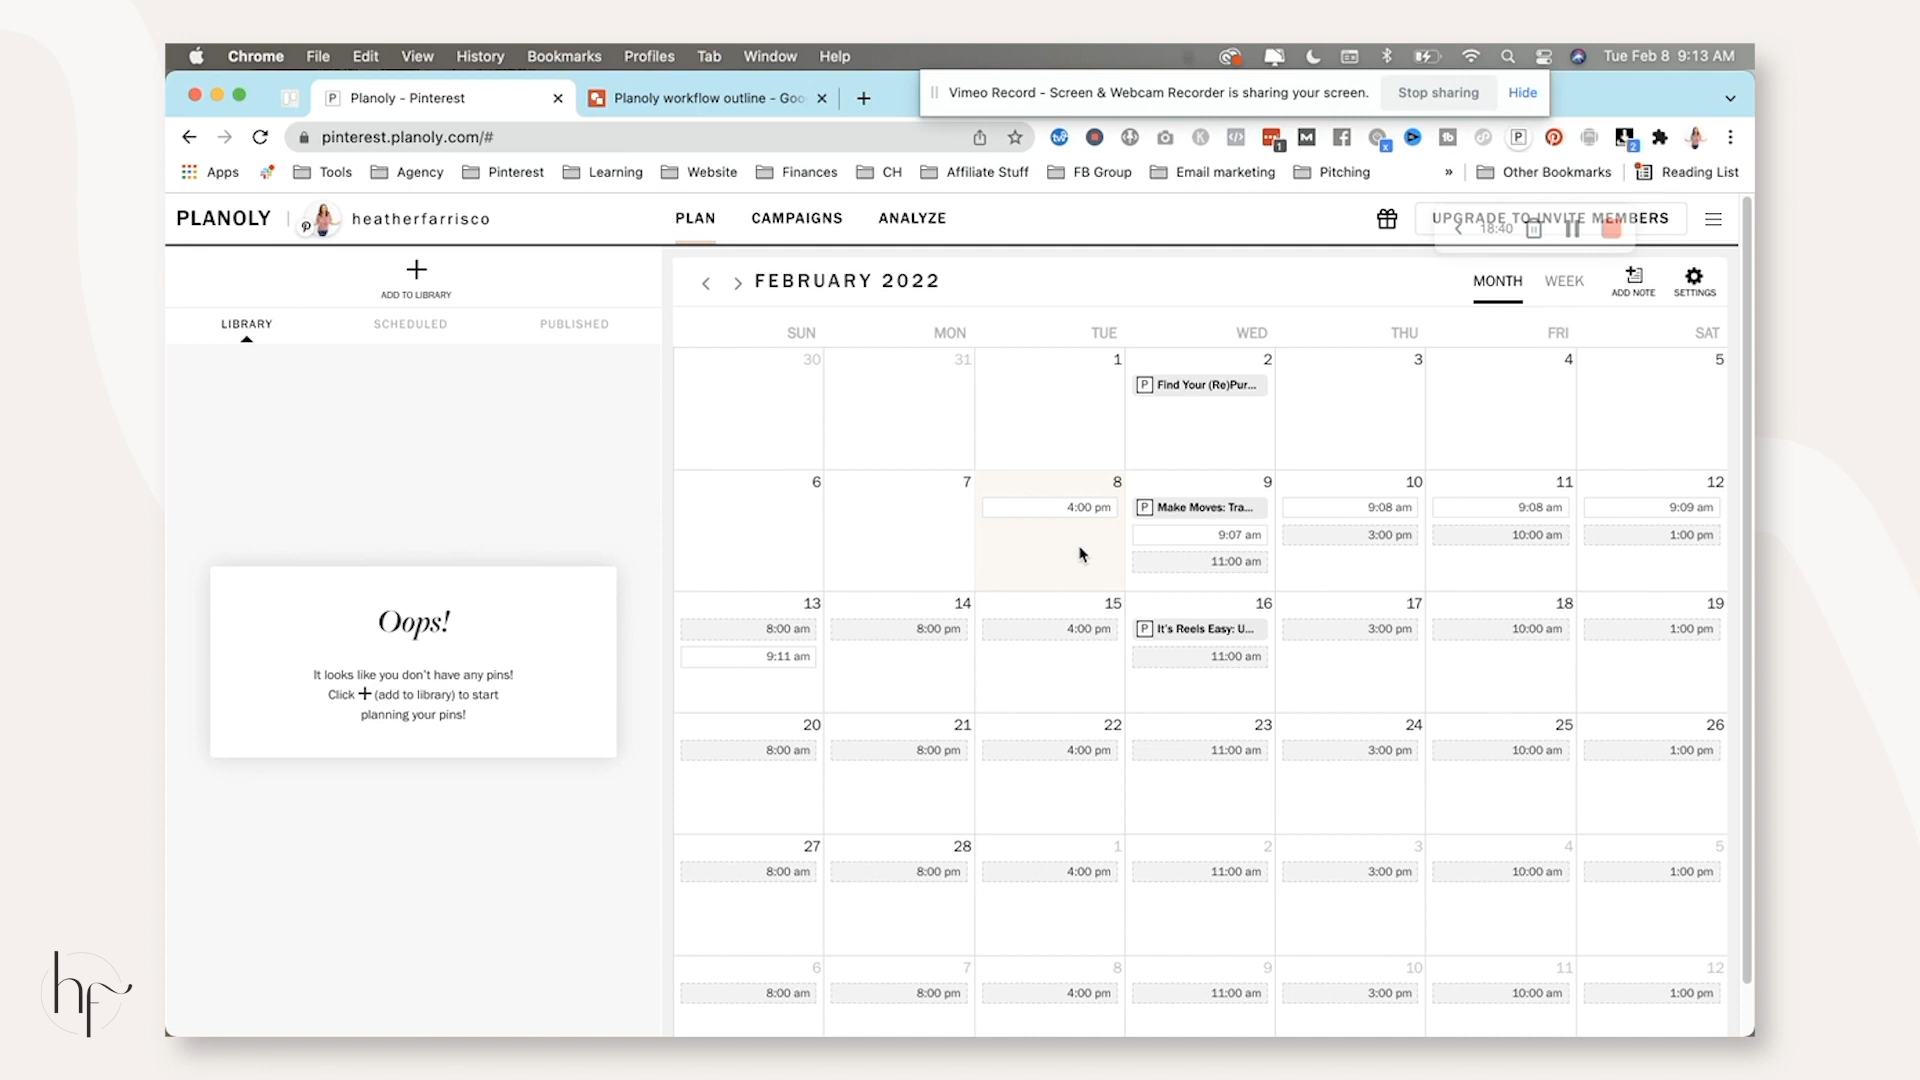 Chrome File Edit View History Bookmarks Profiles Tab Window Help Tue Feb 8 9:13 AM
Planoly - Pinterest
Planoly workflow outline - Goo
Vimeo Record - Screen & Webcam Recorder is sharing your screen. Stop sharing Hide
pinterest.planoly.com/#
Apps Tools Agency Pinterest Learning Website Finances CH Affiliate Stuff FB Group Email marketing Pitching » Other Bookmarks Reading List
PLANOLY heatherfarrisco PLAN CAMPAIGNS ANALYZE UPGRADE TO INVITE MEMBERS
18:40
ADD TO LIBRARY
LIBRARY SCHEDULED PUBLISHED
Oops!
It looks like you don't have any pins!
Click + (add to library) to start
planning your pins!
FEBRUARY 2022 MONTH WEEK ADD NOTE SETTINGS
SUN MON TUE WED THU FRI SAT
30 31 1 2 3 4 5
P Find Your (Re)Pur...
6 7 8 9 10 11 12
4:00 pm P Make Moves: Tra... 9:08 am 9:08 am 9:09 am
9:07 am 3:00 pm 10:00 am 1:00 pm
11:00 am
13 14 15 16 17 18 19
8:00 am 8:00 pm 4:00 pm P It's Reels Easy: U... 3:00 pm 10:00 am 1:00 pm
9:11 am 11:00 am
20 21 22 23 24 25 26
8:00 am 8:00 pm 4:00 pm 11:00 am 3:00 pm 10:00 am 1:00 pm
27 28 1 2 3 4 5
8:00 am 8:00 pm 4:00 pm 11:00 am 3:00 pm 10:00 am 1:00 pm
6 7 8 9 10 11 12
8:00 am 8:00 pm 4:00 pm 11:00 am 3:00 pm 10:00 am 1:00 pm
hf